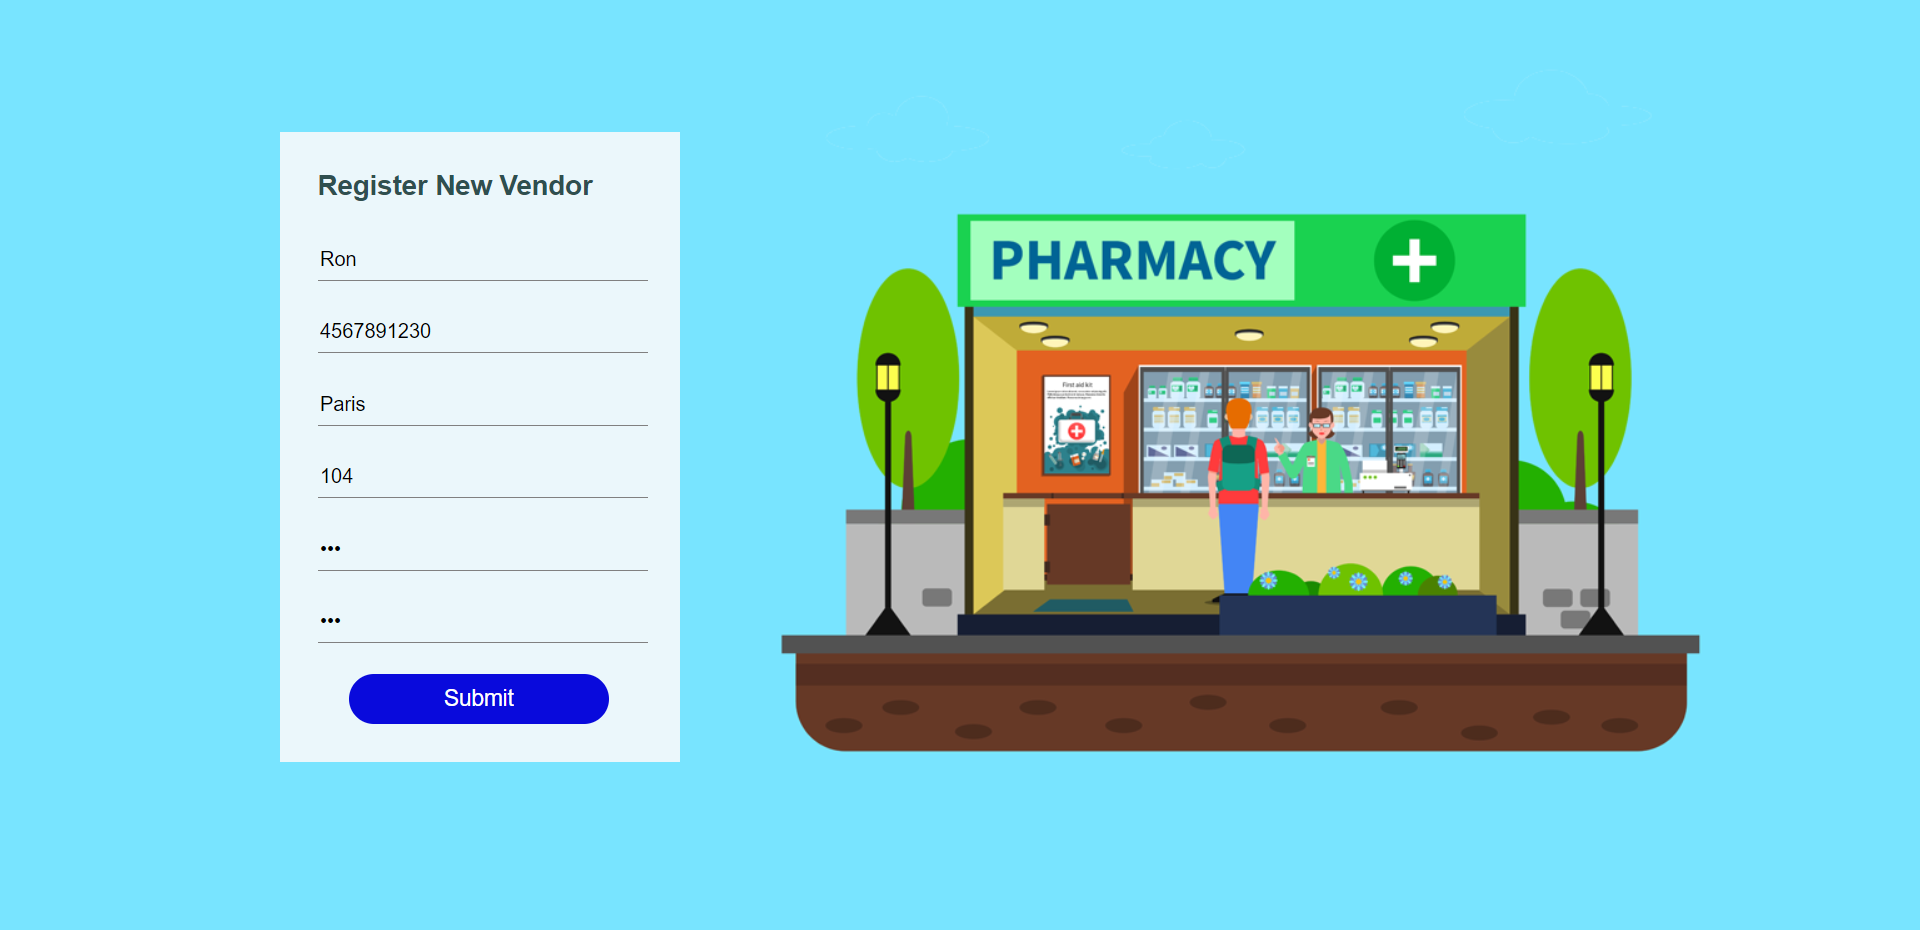 Register New Vendor
Ron
4567891230
Paris
104
•••
•••
Submit
PHARMACY
First aid kit